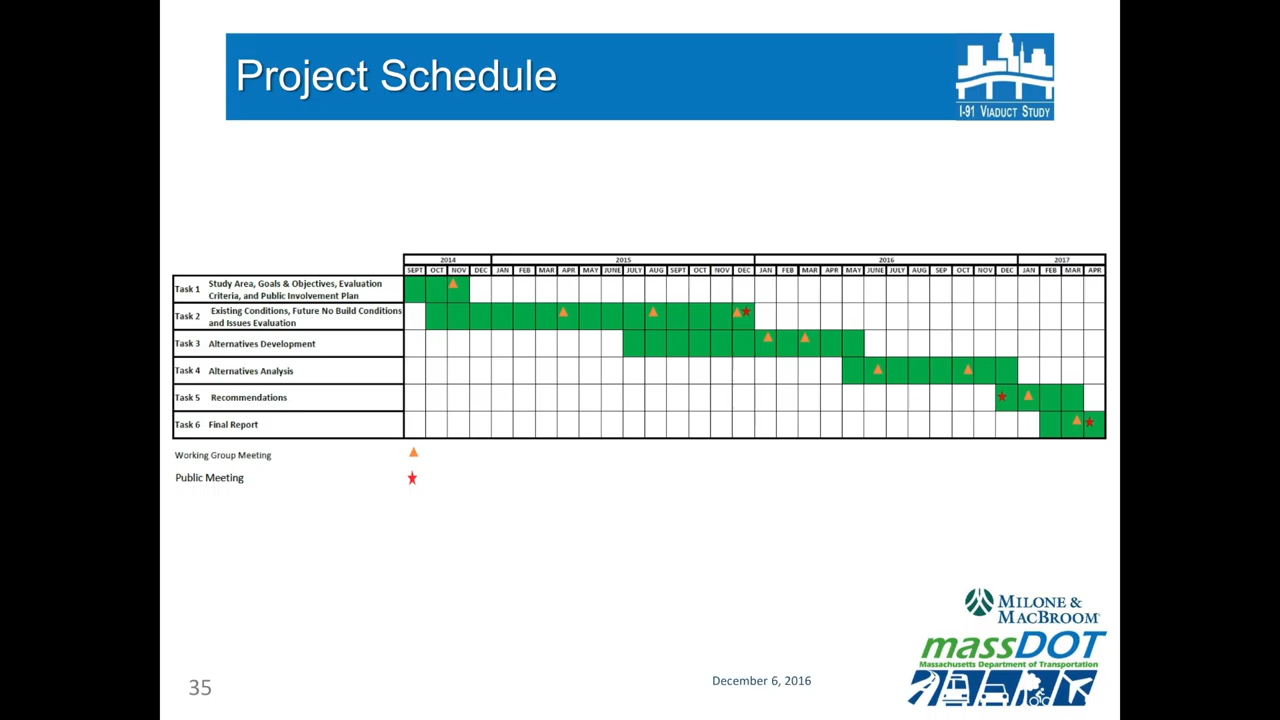 Project Schedule
I-91 VIADUCT STUDY
2014 2015 2016 2017
SEPT OCT NOV DEC JAN FEB MAR APR MAY JUNE JULY AUG SEPT OCT NOV DEC JAN FEB MAR APR MAY JUNE JULY AUG SEP OCT NOV DEC JAN FEB MAR APR
Task 1 Study Area, Goals & Objectives, Evaluation
Criteria, and Public Involvement Plan
Task 2 Existing Conditions, Future No Build Conditions
and Issues Evaluation
Task 3 Alternatives Development
Task 4 Alternatives Analysis
Task 5 Recommendations
Task 6 Final Report
Working Group Meeting
Public Meeting
MILONE &
MACBROOM
massDOT
Massachusetts Department of Transportation
35
December 6, 2016